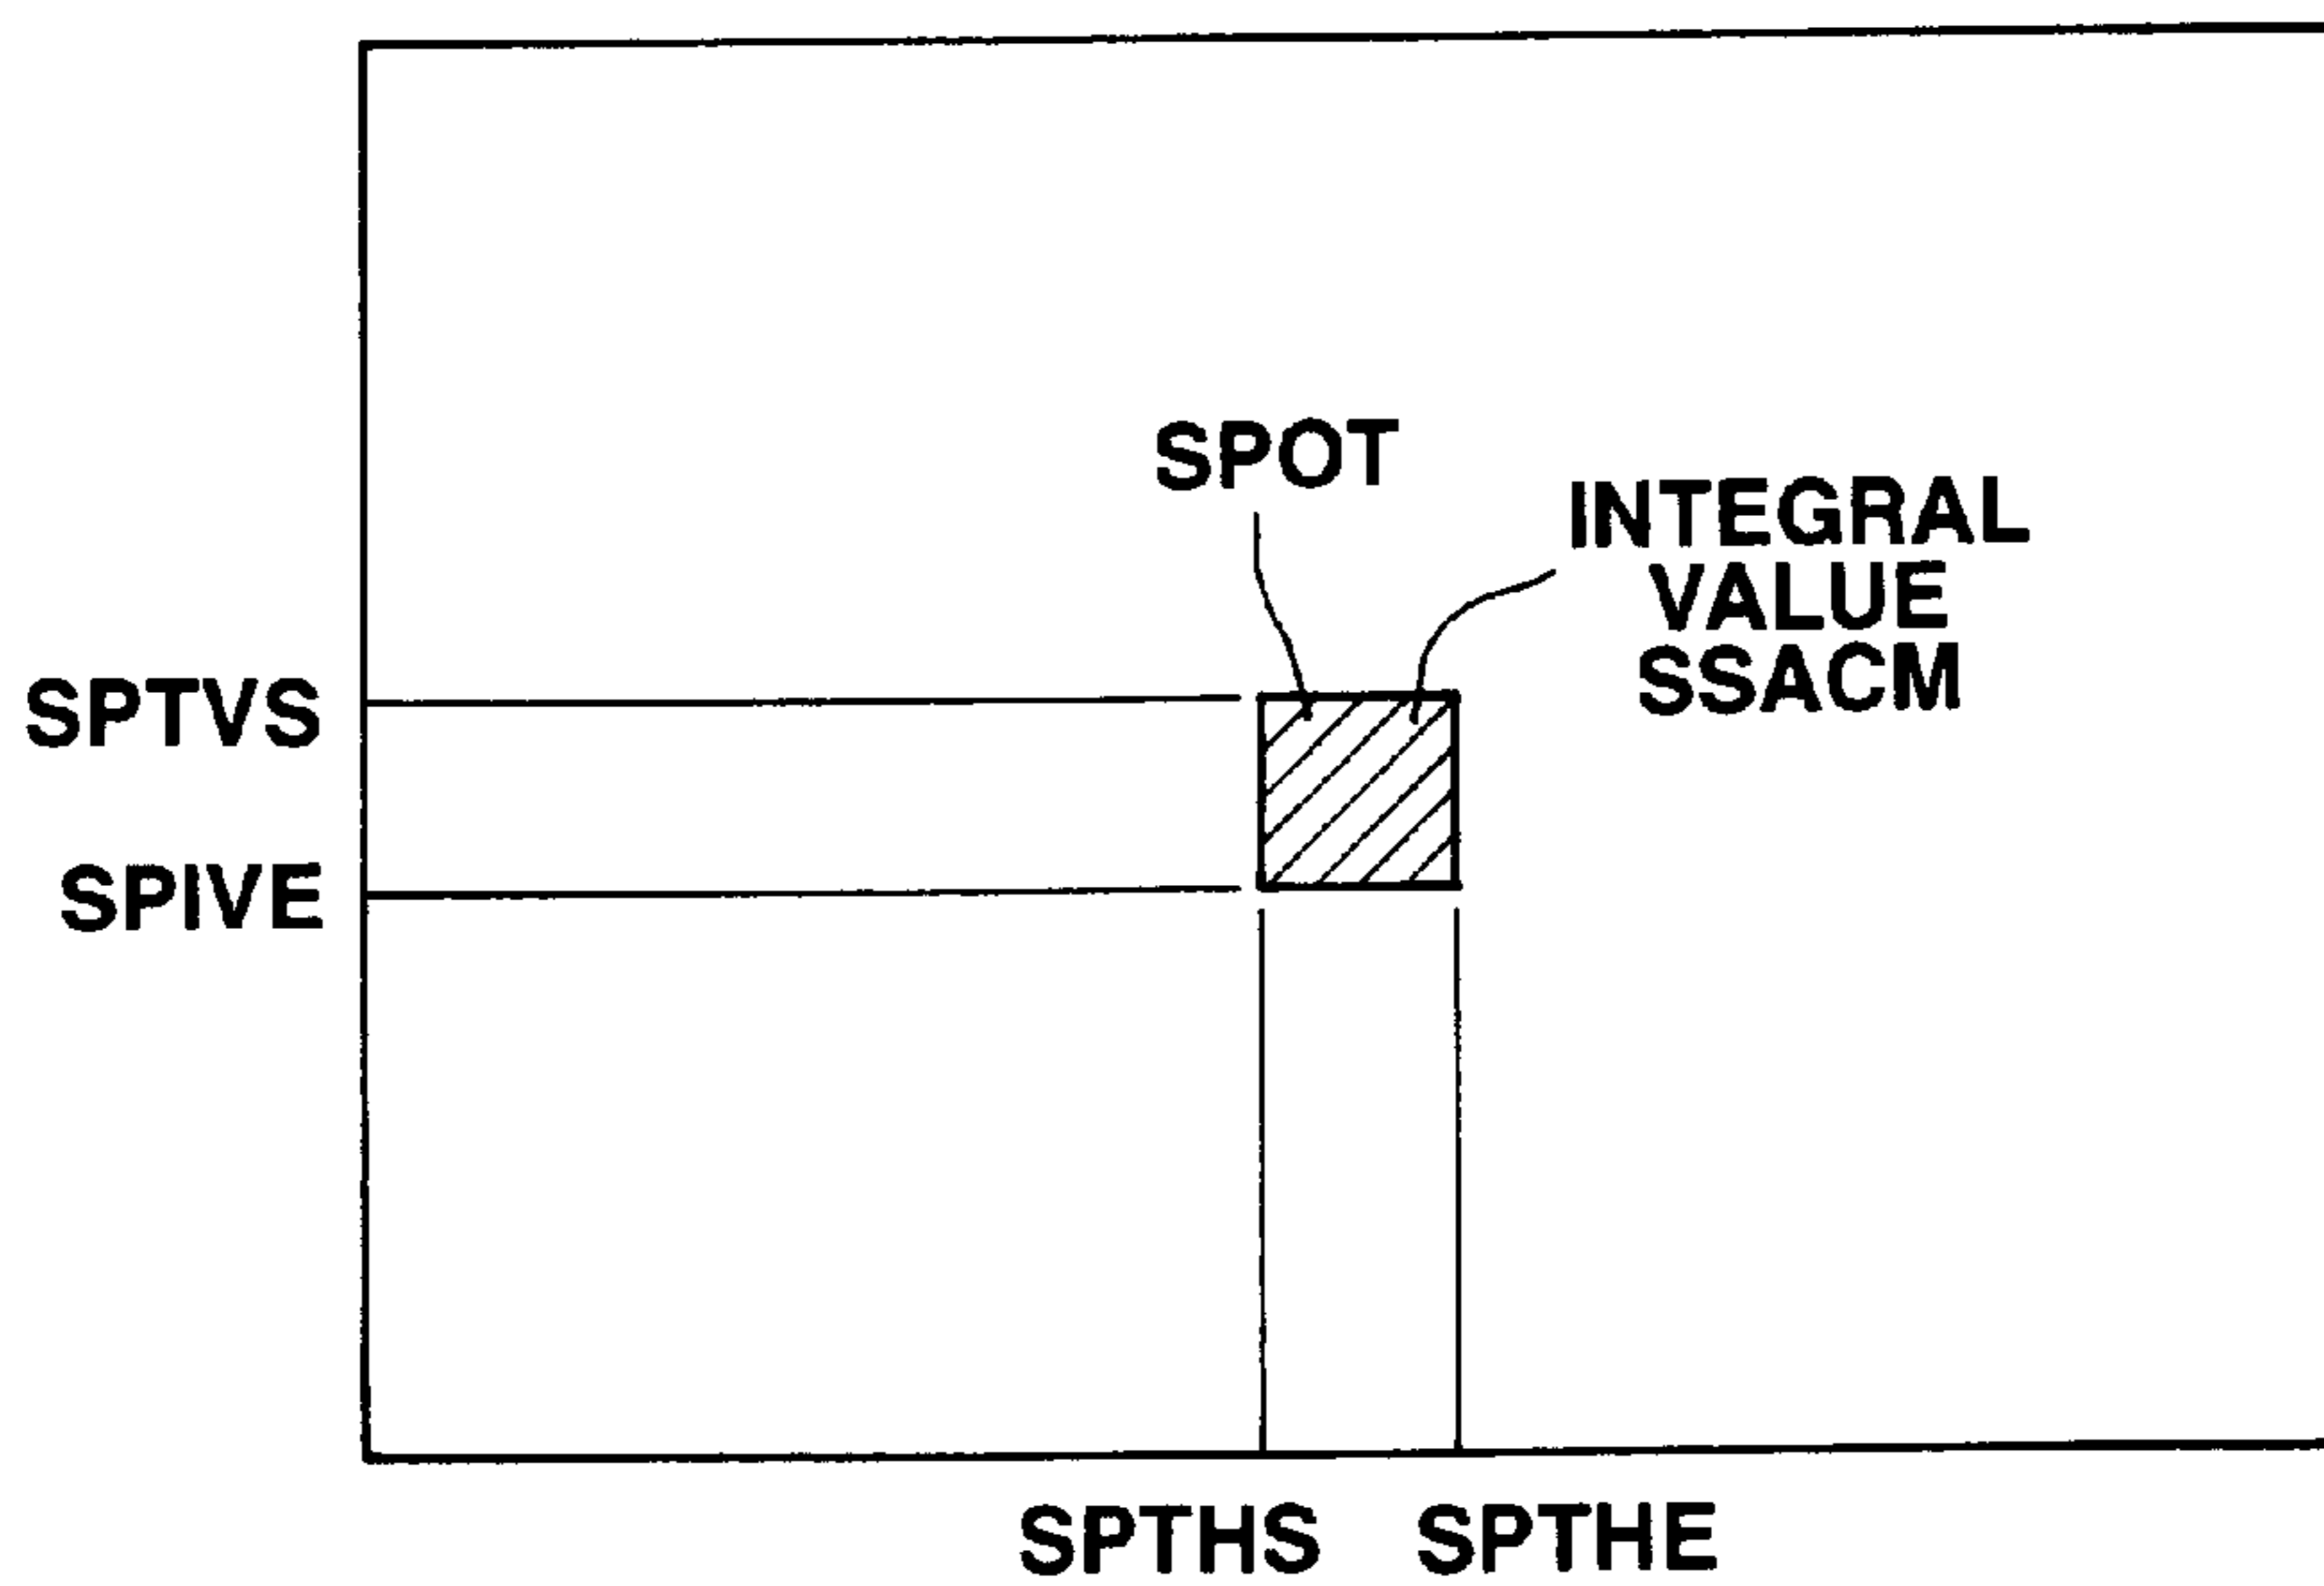 SPOT
INTEGRAL
VALUE
SSACM
SPTVS
SPIVE
SPTHS SPTHE